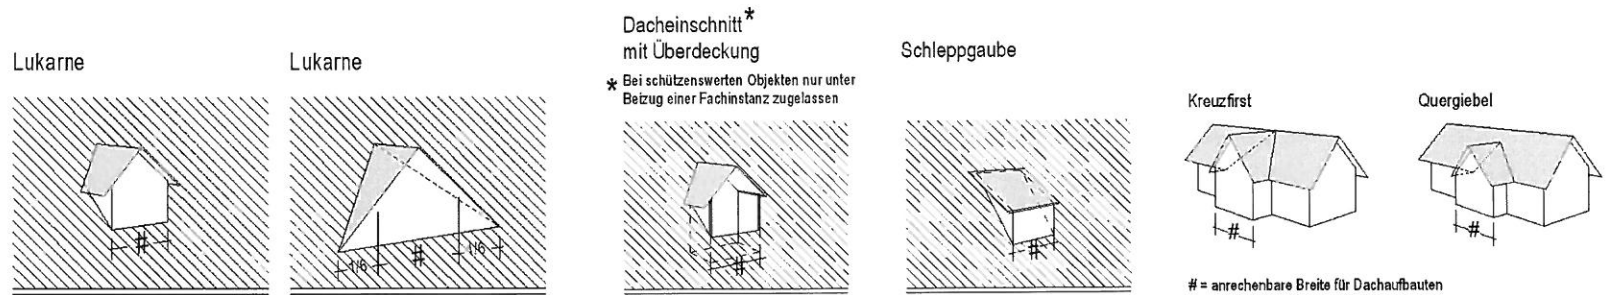 Lukarne
#
Lukarne
1/6 # 1/6
Dacheinschnitt*
mit Überdeckung
* Bei schützenswerten Objekten nur unter
Beizug einer Fachinstanz zugelassen
#
Schleppgaube
#
Kreuzfirst
#
Quergiebel
#
# = anrechenbare Breite für Dachaufbauten